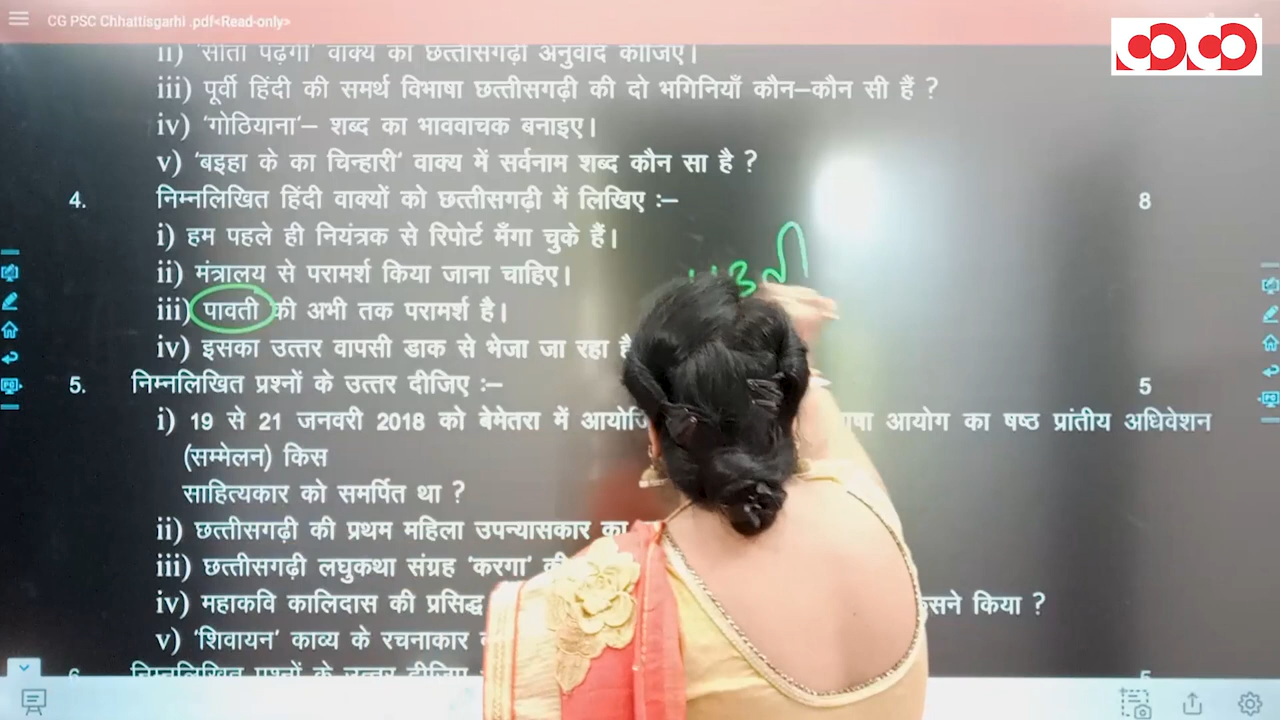 CG PSC Chhattisgarhi .pdf<Read-only>
ii) 'सीता पढ़ेगी' वाक्य का छत्तीसगढ़ी अनुवाद कीजिए।
iii) पूर्वी हिंदी की समर्थ विभाषा छत्तीसगढ़ी की दो भगिनियाँ कौन–कौन सी हैं ?
iv) 'गोठियाना'– शब्द का भाववाचक बनाइए।
v) 'बइहा के का चिन्हारी' वाक्य में सर्वनाम शब्द कौन सा है ?
4. निम्नलिखित हिंदी वाक्यों को छत्तीसगढ़ी में लिखिए :– 8
i) हम पहले ही नियंत्रक से रिपोर्ट मँगा चुके हैं।
ii) मंत्रालय से परामर्श किया जाना चाहिए।
iii) पावती की अभी तक परामर्श है।
iv) इसका उत्तर वापसी डाक से भेजा जा रहा
5. निम्नलिखित प्रश्नों के उत्तर दीजिए :– 5
i) 19 से 21 जनवरी 2018 को बेमेतरा में आयोग का षष्ठ प्रांतीय अधिवेशन
(सम्मेलन) किस
साहित्यकार को समर्पित था ?
ii) छत्तीसगढ़ी की प्रथम महिला उपन्यासकार का
iii) छत्तीसगढ़ी लघुकथा संग्रह 'करगा'
iv) महाकवि कालिदास की प्रसिद्ध किया ?
v) 'शिवायन' काव्य के रचनाकार
निम्नलिखित प्रश्नों के उत्तर दीजिए